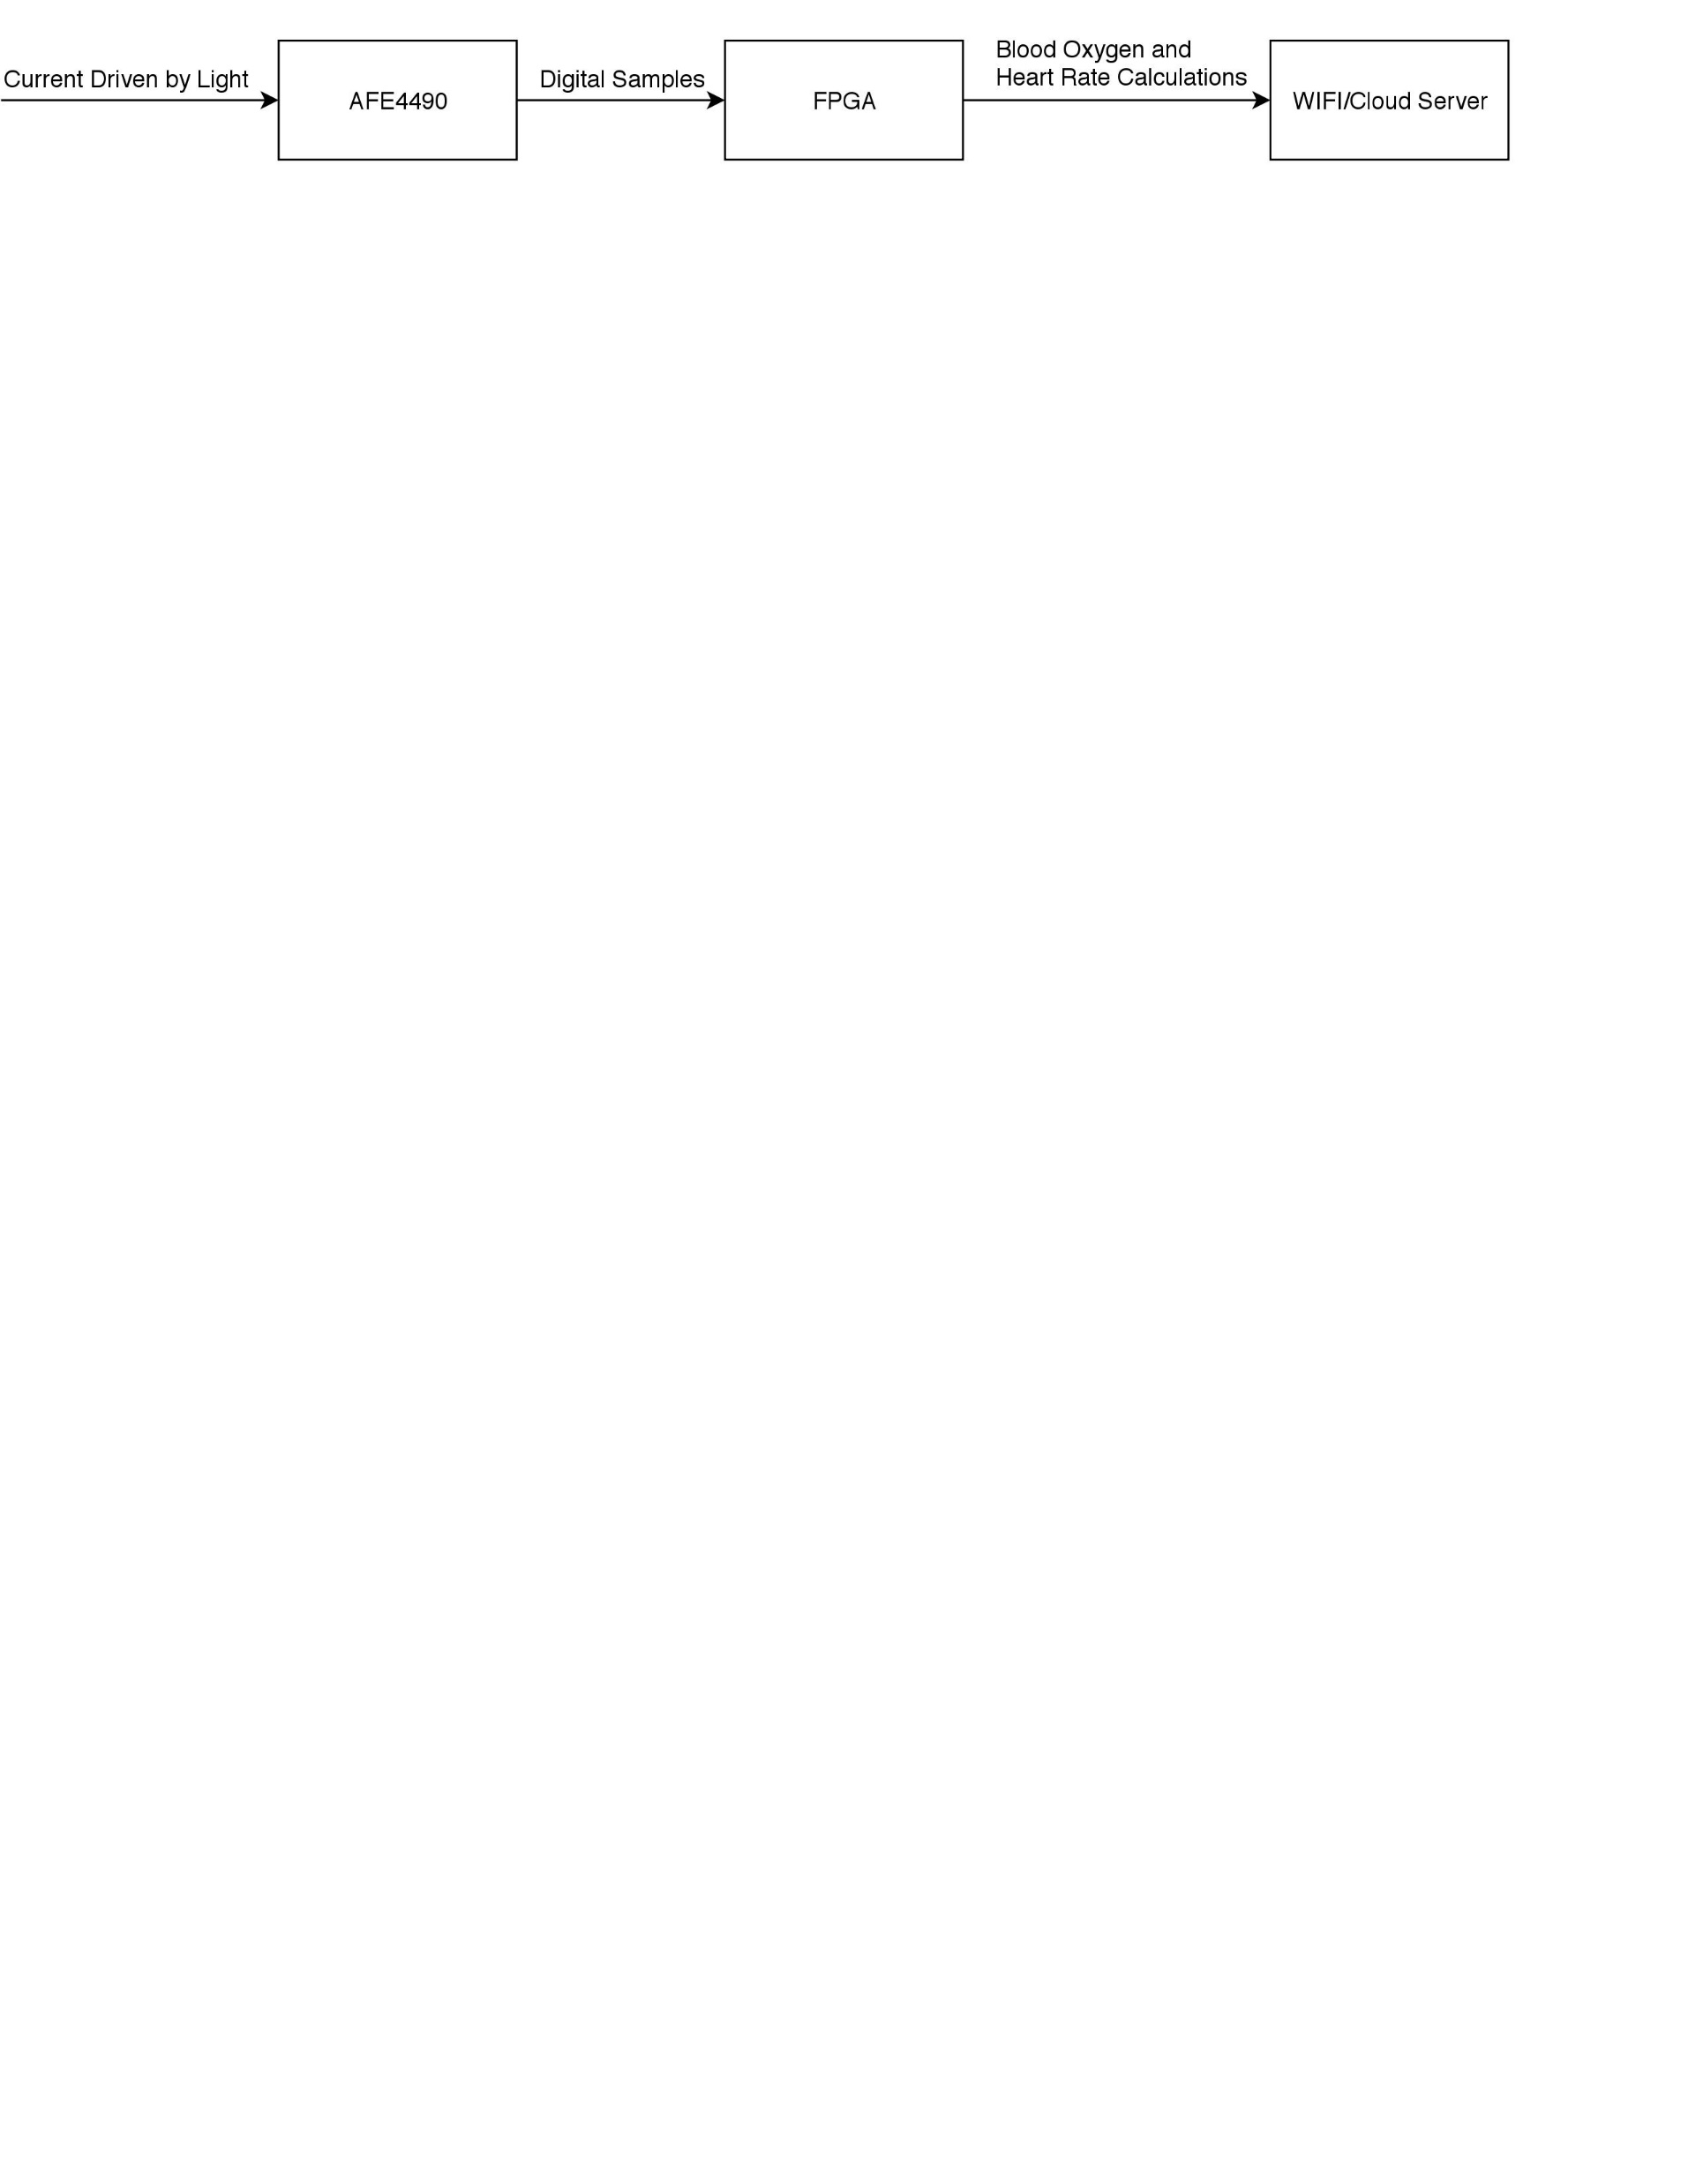 Current Driven by Light
AFE4490
Digital Samples
FPGA
Blood Oxygen and
Heart Rate Calculations
WIFI/Cloud Server